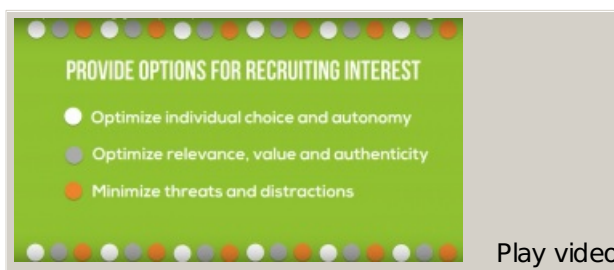 PROVIDE OPTIONS FOR RECRUITING INTEREST
Optimize individual choice and autonomy
Optimize relevance, value and authenticity
Minimize threats and distractions
Play video